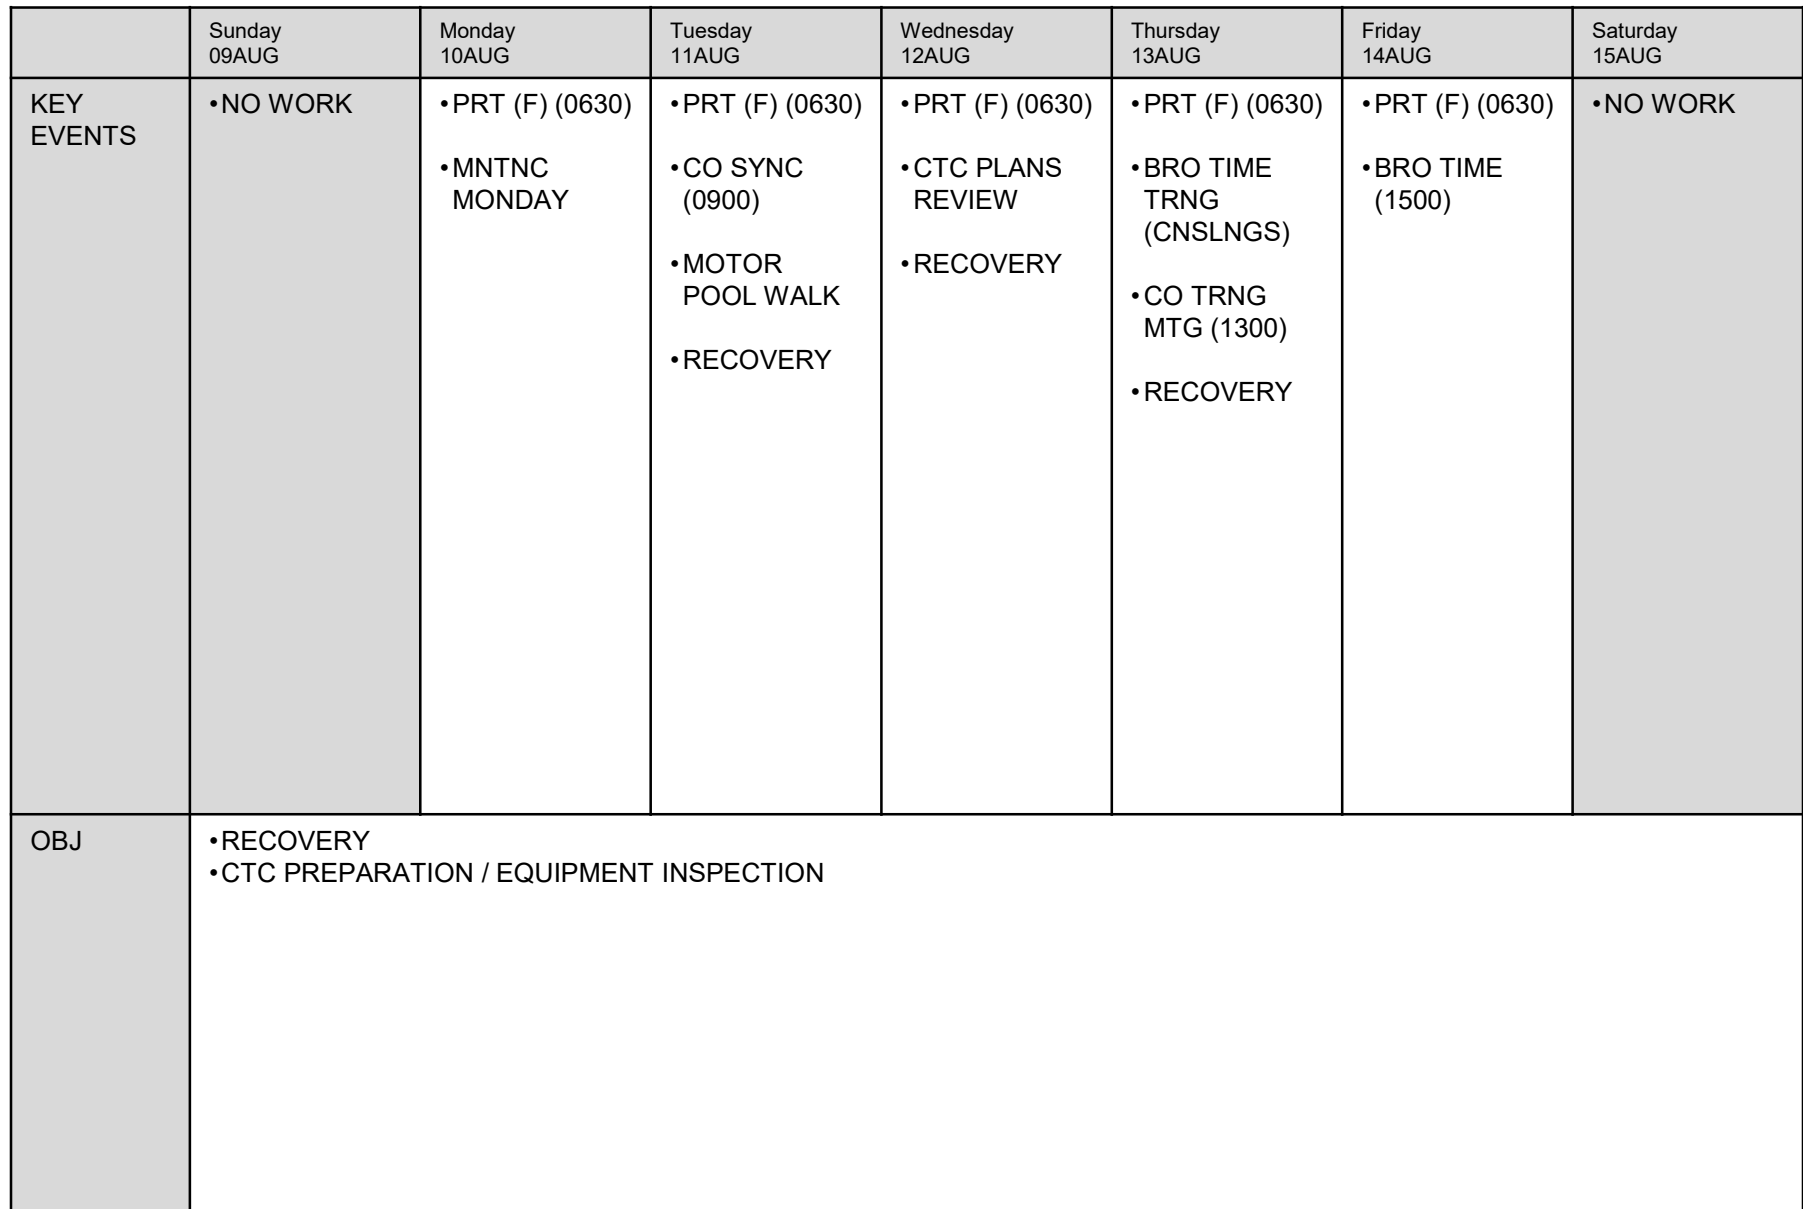 Sunday
09AUG
Monday
10AUG
Tuesday
11AUG
Wednesday
12AUG
Thursday
13AUG
Friday
14AUG
Saturday
15AUG
KEY
EVENTS
•NO WORK
•PRT (F) (0630)
•MNTNC
MONDAY
•PRT (F) (0630)
•CO SYNC
(0900)
•MOTOR
POOL WALK
•RECOVERY
•PRT (F) (0630)
•CTC PLANS
REVIEW
•RECOVERY
•PRT (F) (0630)
•BRO TIME
TRNG
(CNSLNGS)
•CO TRNG
MTG (1300)
•RECOVERY
•PRT (F) (0630)
•BRO TIME
(1500)
•NO WORK
OBJ
•RECOVERY
•CTC PREPARATION / EQUIPMENT INSPECTION